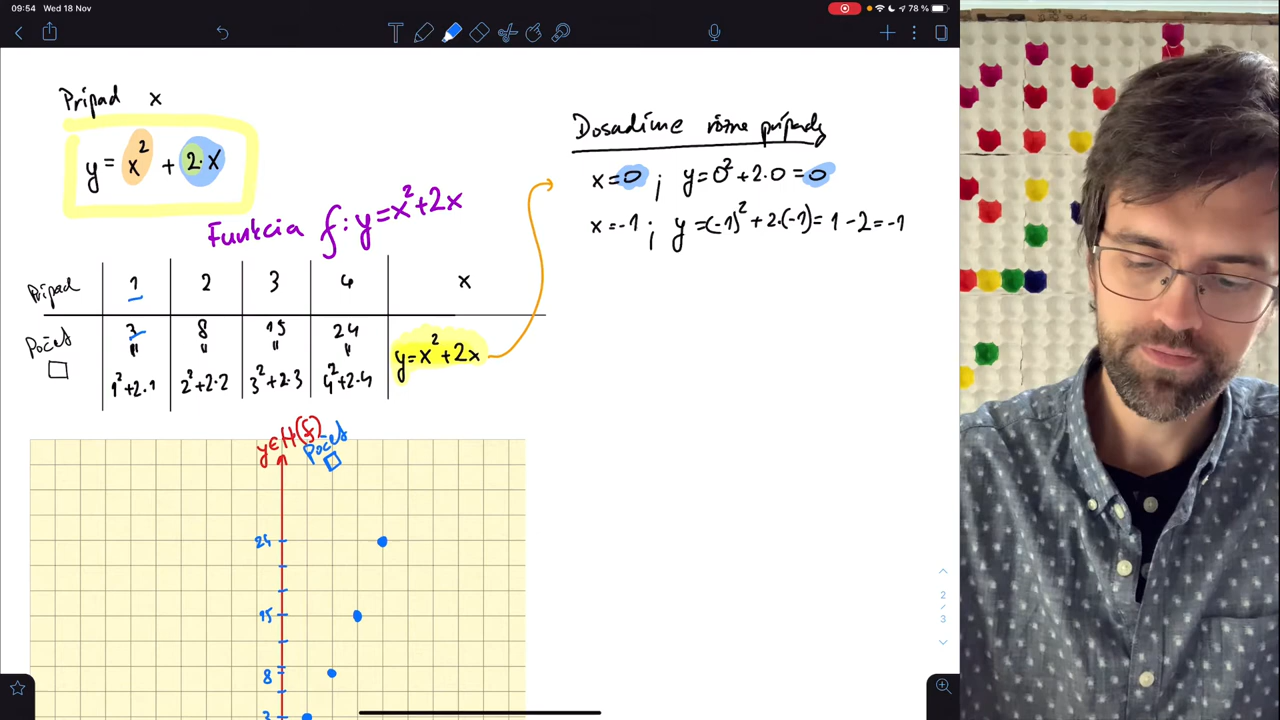 09:54 Wed 18 Nov
78 %
Prípad x
y = x² + 2·x
Funkcia f: y=x²+2x
Prípad 1 2 3 4 x
Počet □ 3 8 15 24 y=x²+2x
" " " "
1²+2·1 2²+2·2 3²+2·3 4²+2·4
Dosadíme rôzne prípady
x=0 ; y=0²+2·0=0
x=-1 ; y=(-1)²+2·(-1)=1-2=-1
y∈H(f)
Počet
□
24
15
8
3
2
/
3